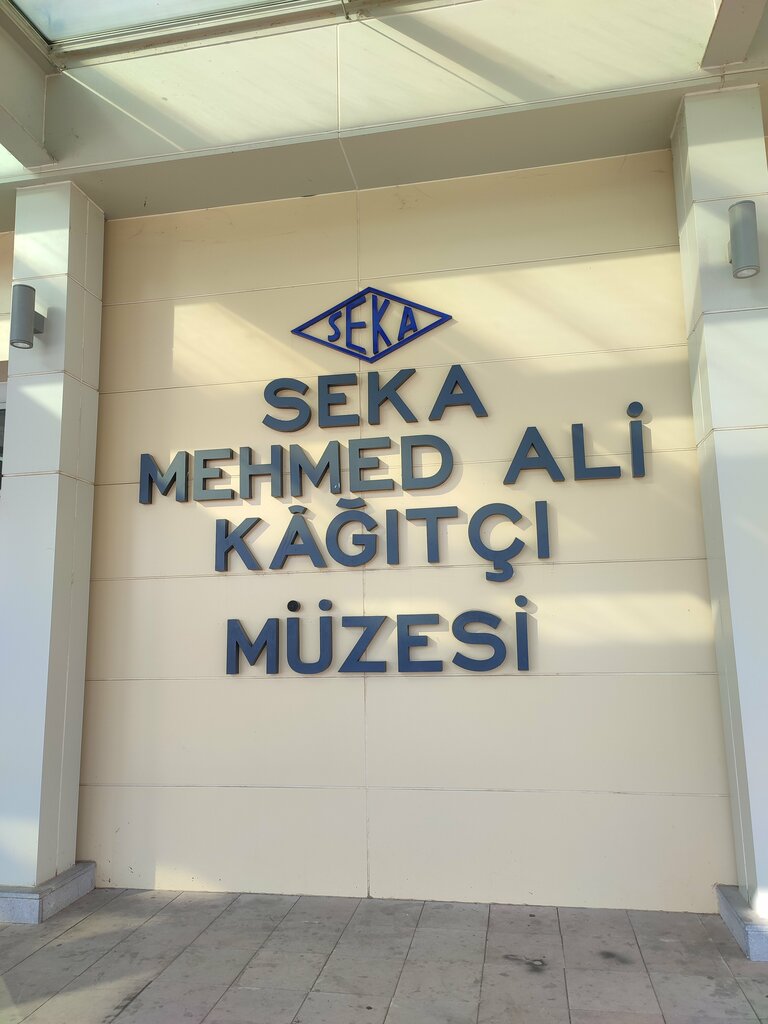 SEKA
SEKA
MEHMED ALİ
KÂĞITÇI
MÜZESİ